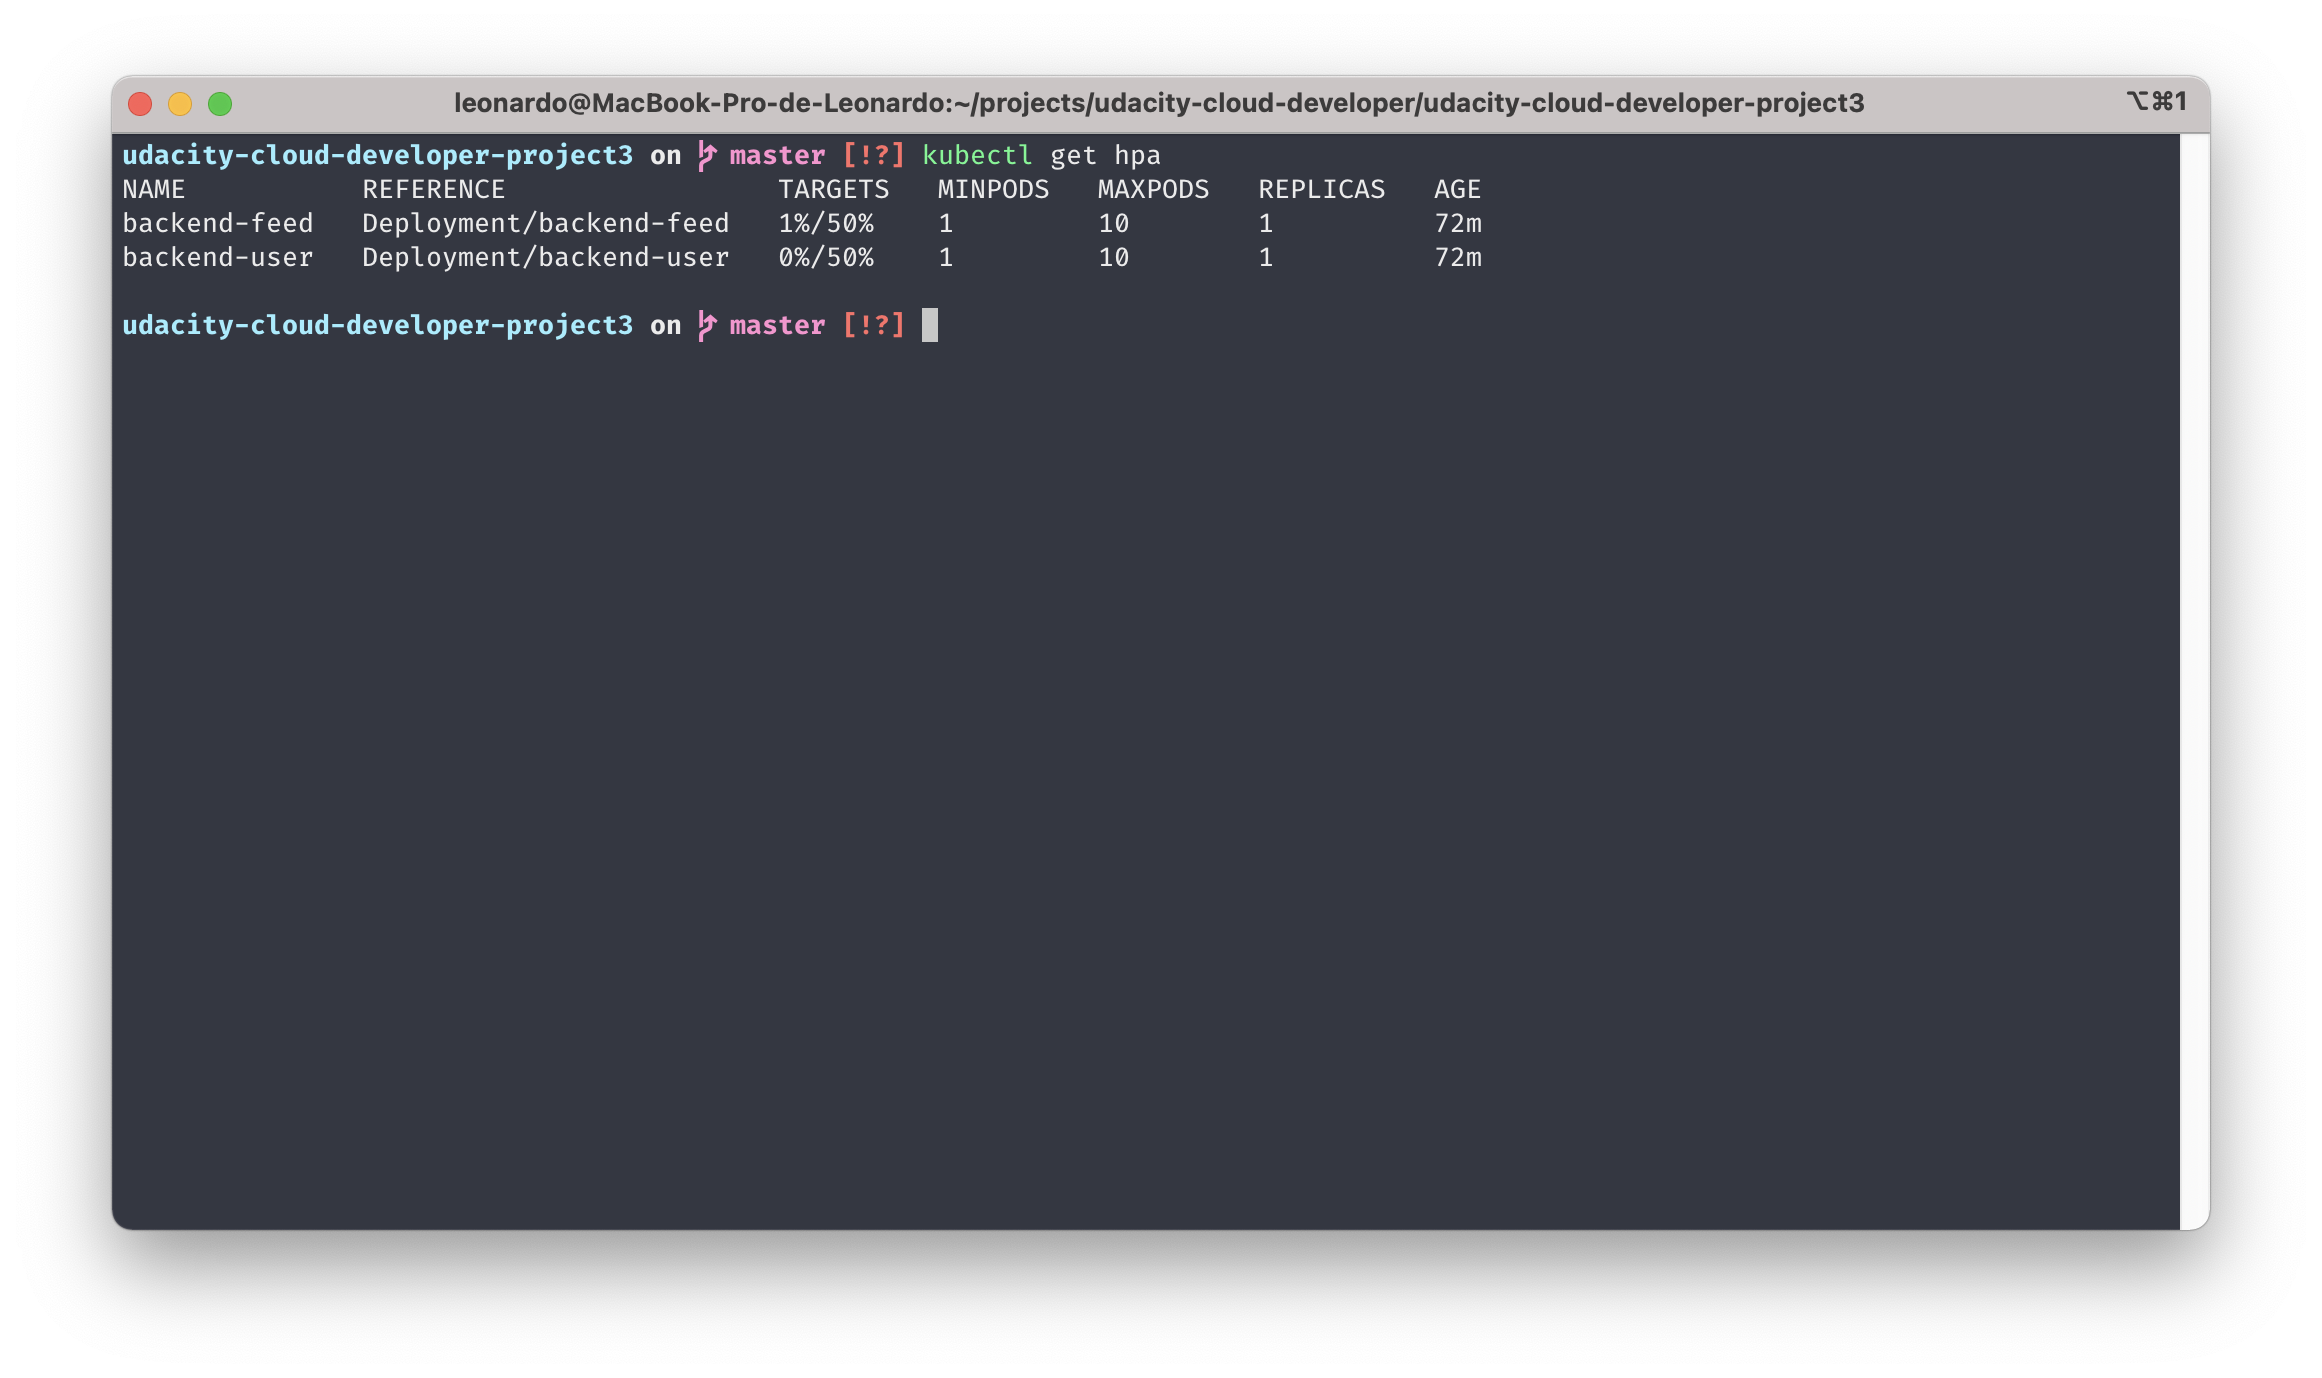 leonardo@MacBook-Pro-de-Leonardo:~/projects/udacity-cloud-developer/udacity-cloud-developer-project3 ⌥⌘1
udacity-cloud-developer-project3 on master [!?] kubectl get hpa
NAME REFERENCE TARGETS MINPODS MAXPODS REPLICAS AGE
backend-feed Deployment/backend-feed 1%/50% 1 10 1 72m
backend-user Deployment/backend-user 0%/50% 1 10 1 72m
udacity-cloud-developer-project3 on master [!?]